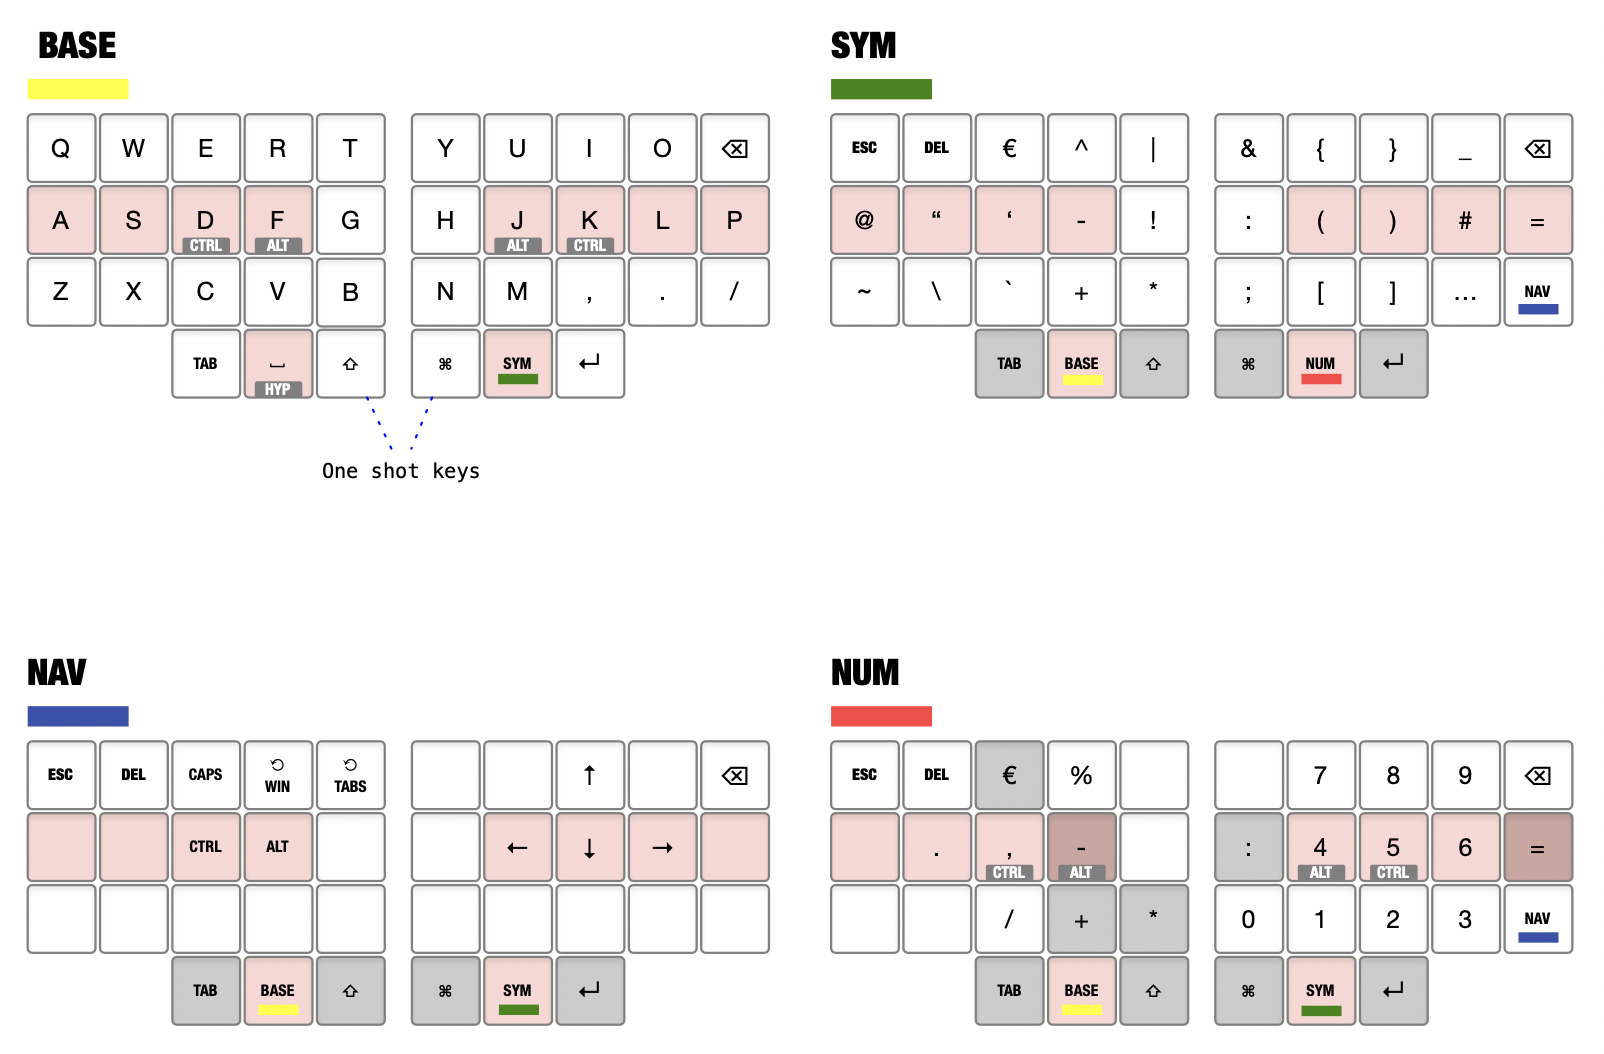 BASE
Q W E R T Y U I O ⌫
A S D F G H J K L P
CTRL ALT ALT CTRL
Z X C V B N M , . /
TAB ⎵ ⇧ ⌘ SYM ↵
HYP
One shot keys
SYM
ESC DEL € ^ | & { } _ ⌫
@ “ ‘ - ! : ( ) # =
~ \ ` + * ; [ ] … NAV
TAB BASE ⇧ ⌘ NUM ↵
NAV
ESC DEL CAPS ↺ WIN ↺ TABS ↑ ⌫
CTRL ALT ← ↓ →
TAB BASE ⇧ ⌘ SYM ↵
NUM
ESC DEL € % 7 8 9 ⌫
. , - : 4 5 6 =
CTRL ALT ALT CTRL
/ + * 0 1 2 3 NAV
TAB BASE ⇧ ⌘ SYM ↵